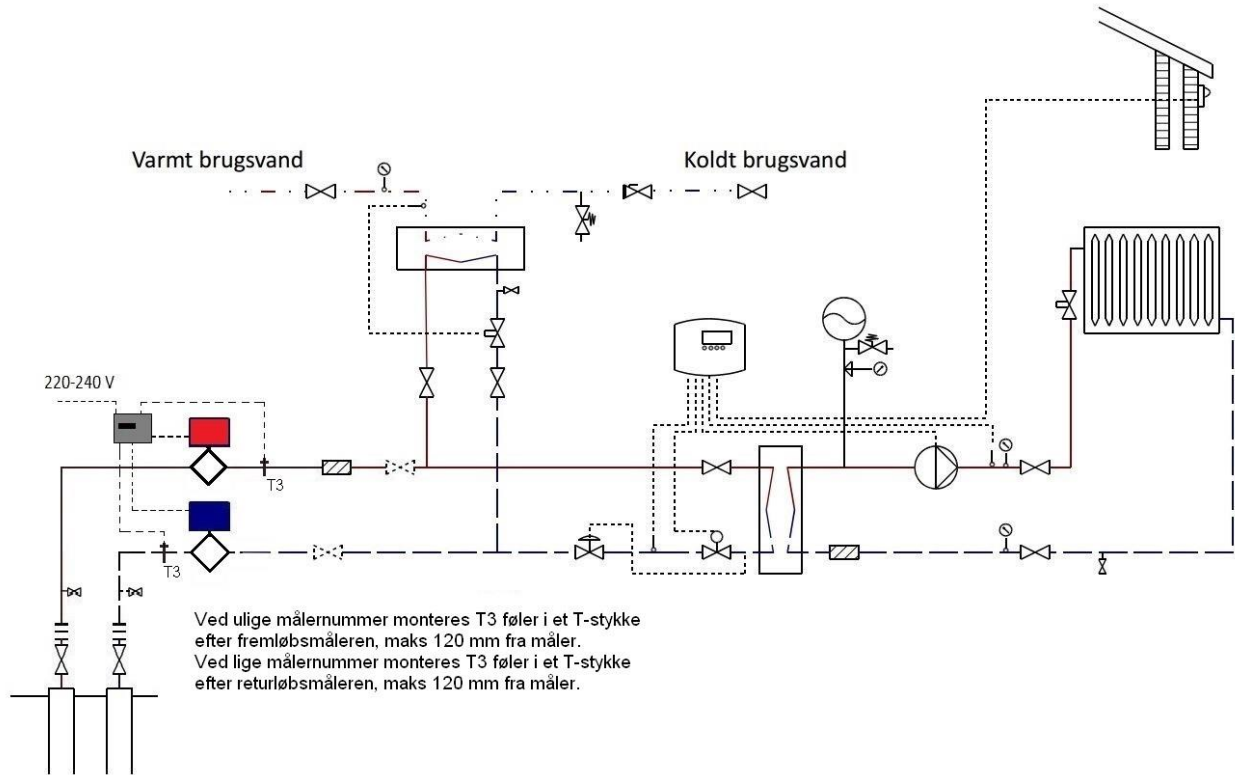 Varmt brugsvand
Koldt brugsvand
220-240 V
T3
T3
Ved ulige målernummer monteres T3 føler i et T-stykke
efter fremløbsmåleren, maks 120 mm fra måler.
Ved lige målernummer monteres T3 føler i et T-stykke
efter returløbsmåleren, maks 120 mm fra måler.